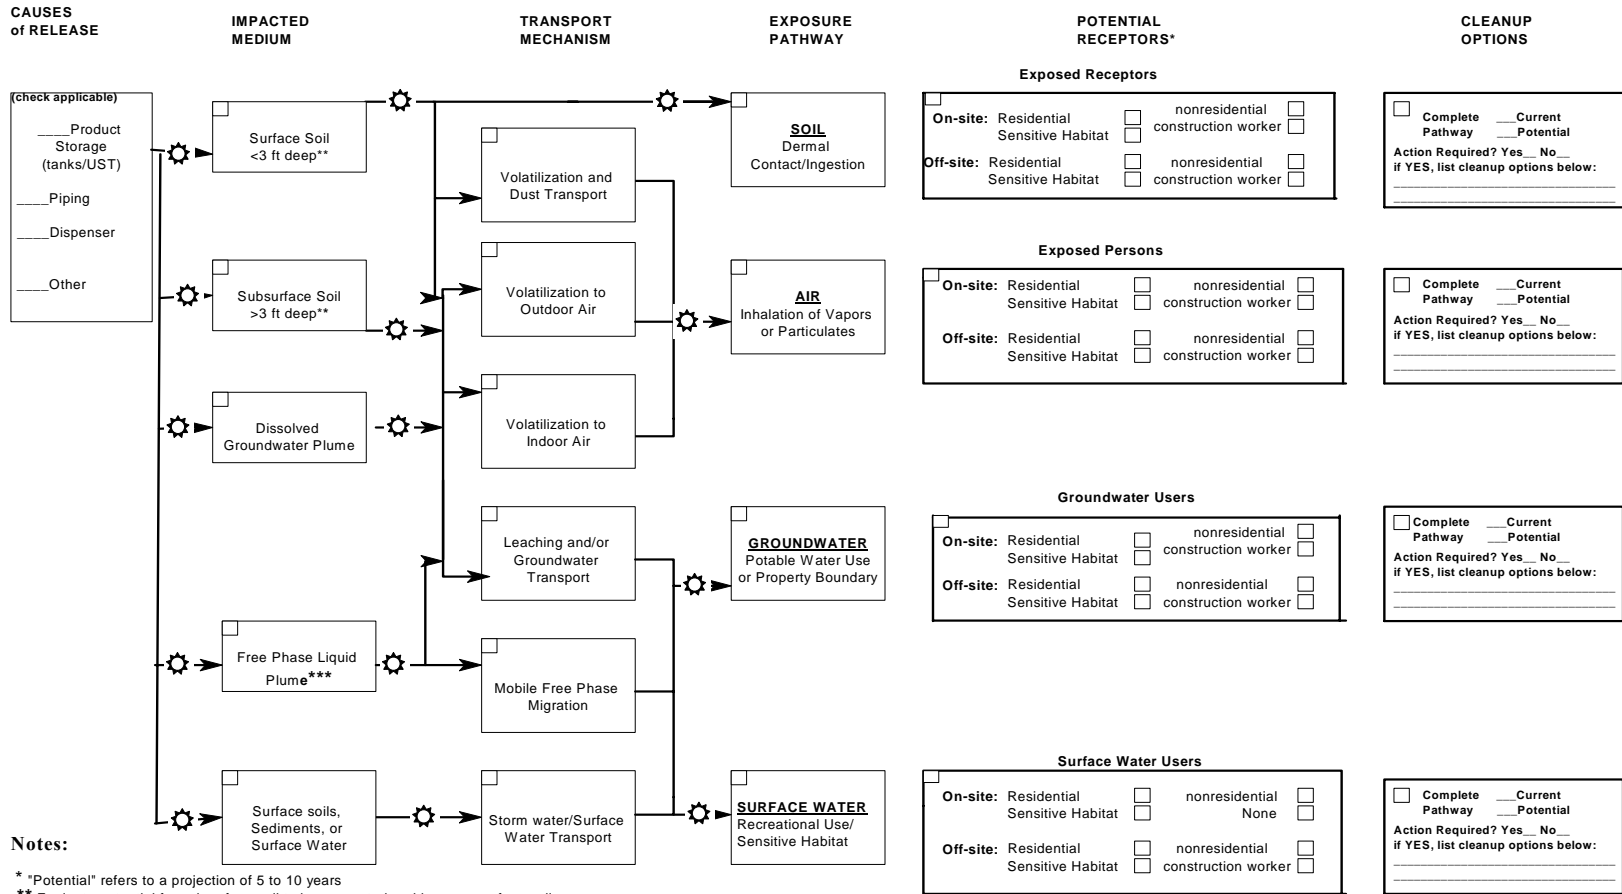 CAUSES
of RELEASE
IMPACTED
MEDIUM
TRANSPORT
MECHANISM
EXPOSURE
PATHWAY
POTENTIAL
RECEPTORS*
CLEANUP
OPTIONS
(check applicable)
____Product
Storage
(tanks/UST)
____Piping
____Dispenser
____Other
Surface Soil
<3 ft deep**
Subsurface Soil
>3 ft deep**
Dissolved
Groundwater Plume
Free Phase Liquid
Plume***
Surface soils,
Sediments, or
Surface Water
Volatilization and
Dust Transport
Volatilization to
Outdoor Air
Volatilization to
Indoor Air
Leaching and/or
Groundwater
Transport
Mobile Free Phase
Migration
Storm water/Surface
Water Transport
SOIL
Dermal
Contact/Ingestion
AIR
Inhalation of Vapors
or Particulates
GROUNDWATER
Potable Water Use
or Property Boundary
SURFACE WATER
Recreational Use/
Sensitive Habitat
Exposed Receptors
On-site: Residential nonresidential
Sensitive Habitat construction worker
Off-site: Residential nonresidential
Sensitive Habitat construction worker
Exposed Persons
On-site: Residential nonresidential
Sensitive Habitat construction worker
Off-site: Residential nonresidential
Sensitive Habitat construction worker
Groundwater Users
On-site: Residential nonresidential
Sensitive Habitat construction worker
Off-site: Residential nonresidential
Sensitive Habitat construction worker
Surface Water Users
On-site: Residential nonresidential
Sensitive Habitat None
Off-site: Residential nonresidential
Sensitive Habitat construction worker
Complete ___Current
Pathway ___Potential
Action Required? Yes__ No__
if YES, list cleanup options below:
Complete ___Current
Pathway ___Potential
Action Required? Yes__ No__
if YES, list cleanup options below:
Complete ___Current
Pathway ___Potential
Action Required? Yes__ No__
if YES, list cleanup options below:
Complete ___Current
Pathway ___Potential
Action Required? Yes__ No__
if YES, list cleanup options below:
Notes:
* "Potential" refers to a projection of 5 to 10 years
**